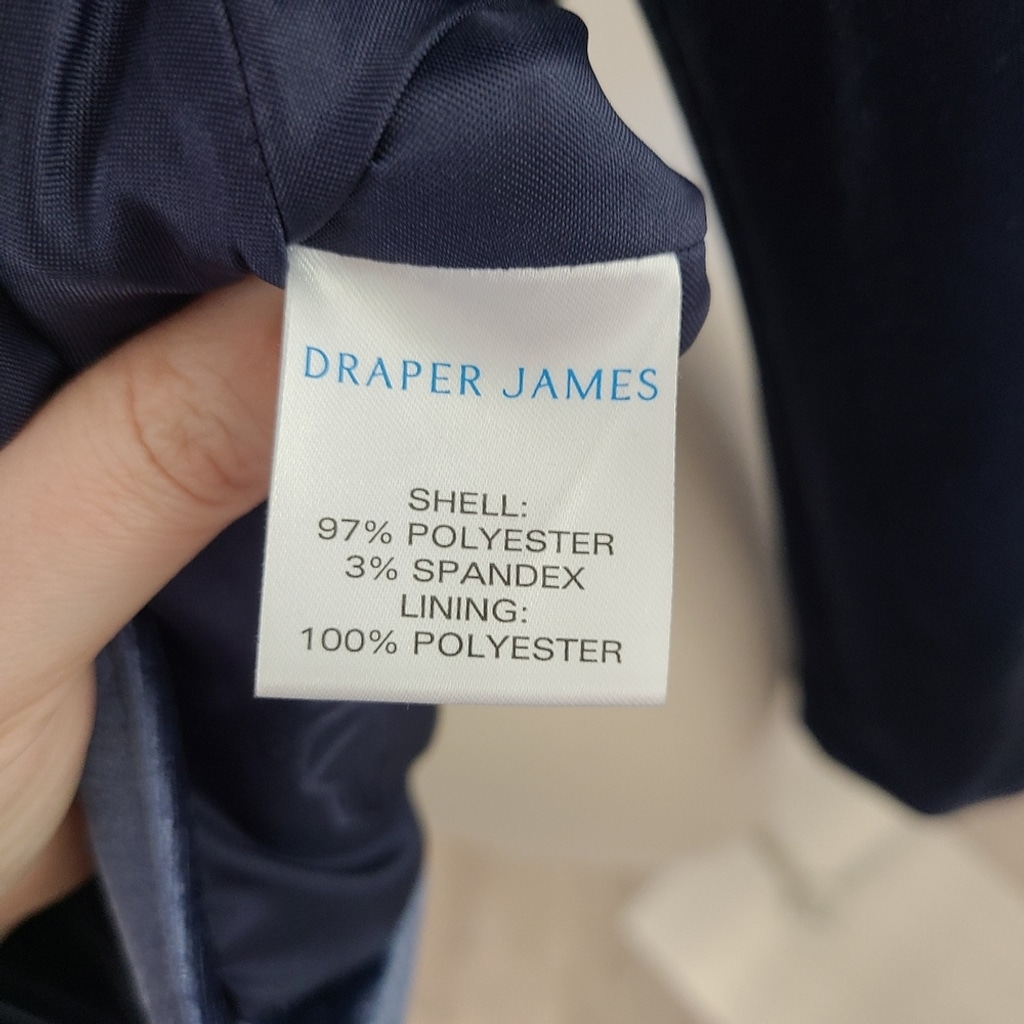 DRAPER JAMES
SHELL:
97% POLYESTER
3% SPANDEX
LINING:
100% POLYESTER